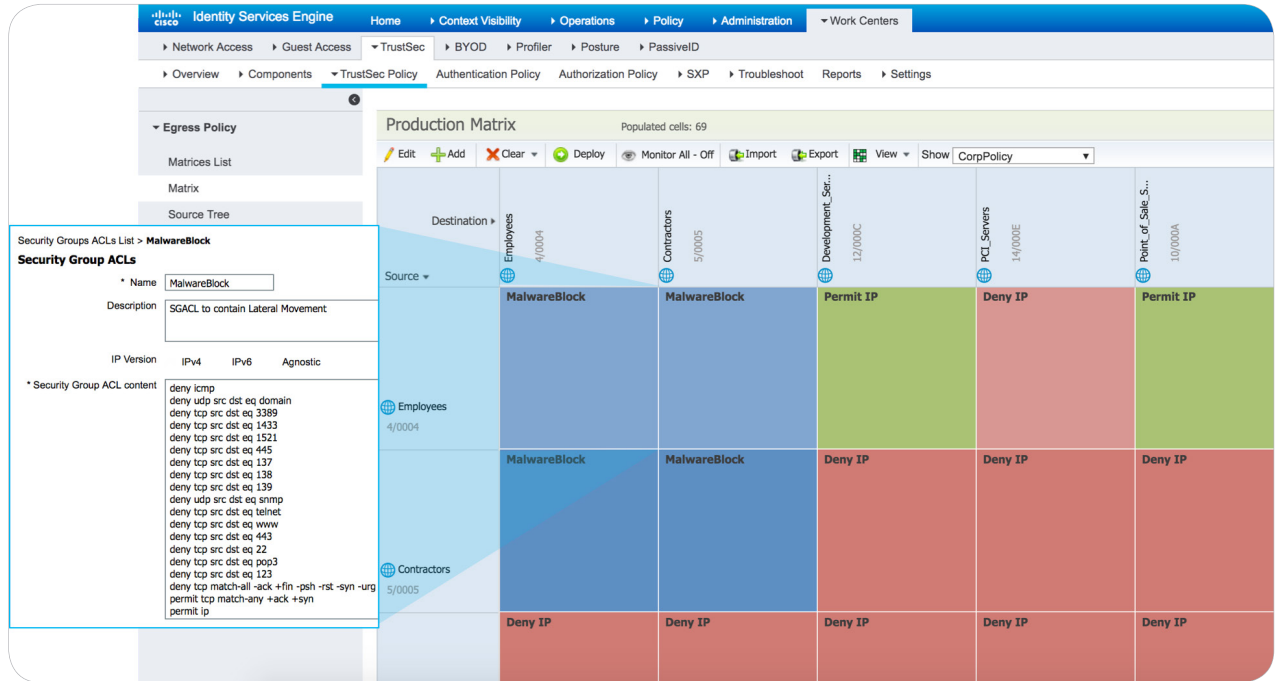 cisco Identity Services Engine Home Context Visibility Operations Policy Administration Work Centers
Network Access Guest Access TrustSec BYOD Profiler Posture PassiveID
Overview Components TrustSec Policy Authentication Policy Authorization Policy SXP Troubleshoot Reports Settings
Egress Policy
Matrices List
Matrix
Source Tree
Production Matrix Populated cells: 69
Edit Add Clear Deploy Monitor All - Off Import Export View Show CorpPolicy
Destination
Source
Employees
4/0004
Contractors
5/0005
Development_Ser...
12/000C
PCI_Servers
14/000E
Point_of_Sale_S...
10/000A
MalwareBlock MalwareBlock Permit IP Deny IP Permit IP
Employees
4/0004
MalwareBlock MalwareBlock Deny IP Deny IP Deny IP
Contractors
5/0005
Deny IP Deny IP Deny IP Deny IP Deny IP
Security Groups ACLs List > MalwareBlock
Security Group ACLs
* Name MalwareBlock
Description SGACL to contain Lateral Movement
IP Version IPv4 IPv6 Agnostic
* Security Group ACL content
deny icmp
deny udp src dst eq domain
deny tcp src dst eq 3389
deny tcp src dst eq 1433
deny tcp src dst eq 1521
deny tcp src dst eq 445
deny tcp src dst eq 137
deny tcp src dst eq 138
deny tcp src dst eq 139
deny udp src dst eq snmp
deny tcp src dst eq telnet
deny tcp src dst eq www
deny tcp src dst eq 443
deny tcp src dst eq 22
deny tcp src dst eq pop3
deny tcp src dst eq 123
deny tcp match-all -ack +fin -psh -rst -syn -urg
permit tcp match-any +ack +syn
permit ip